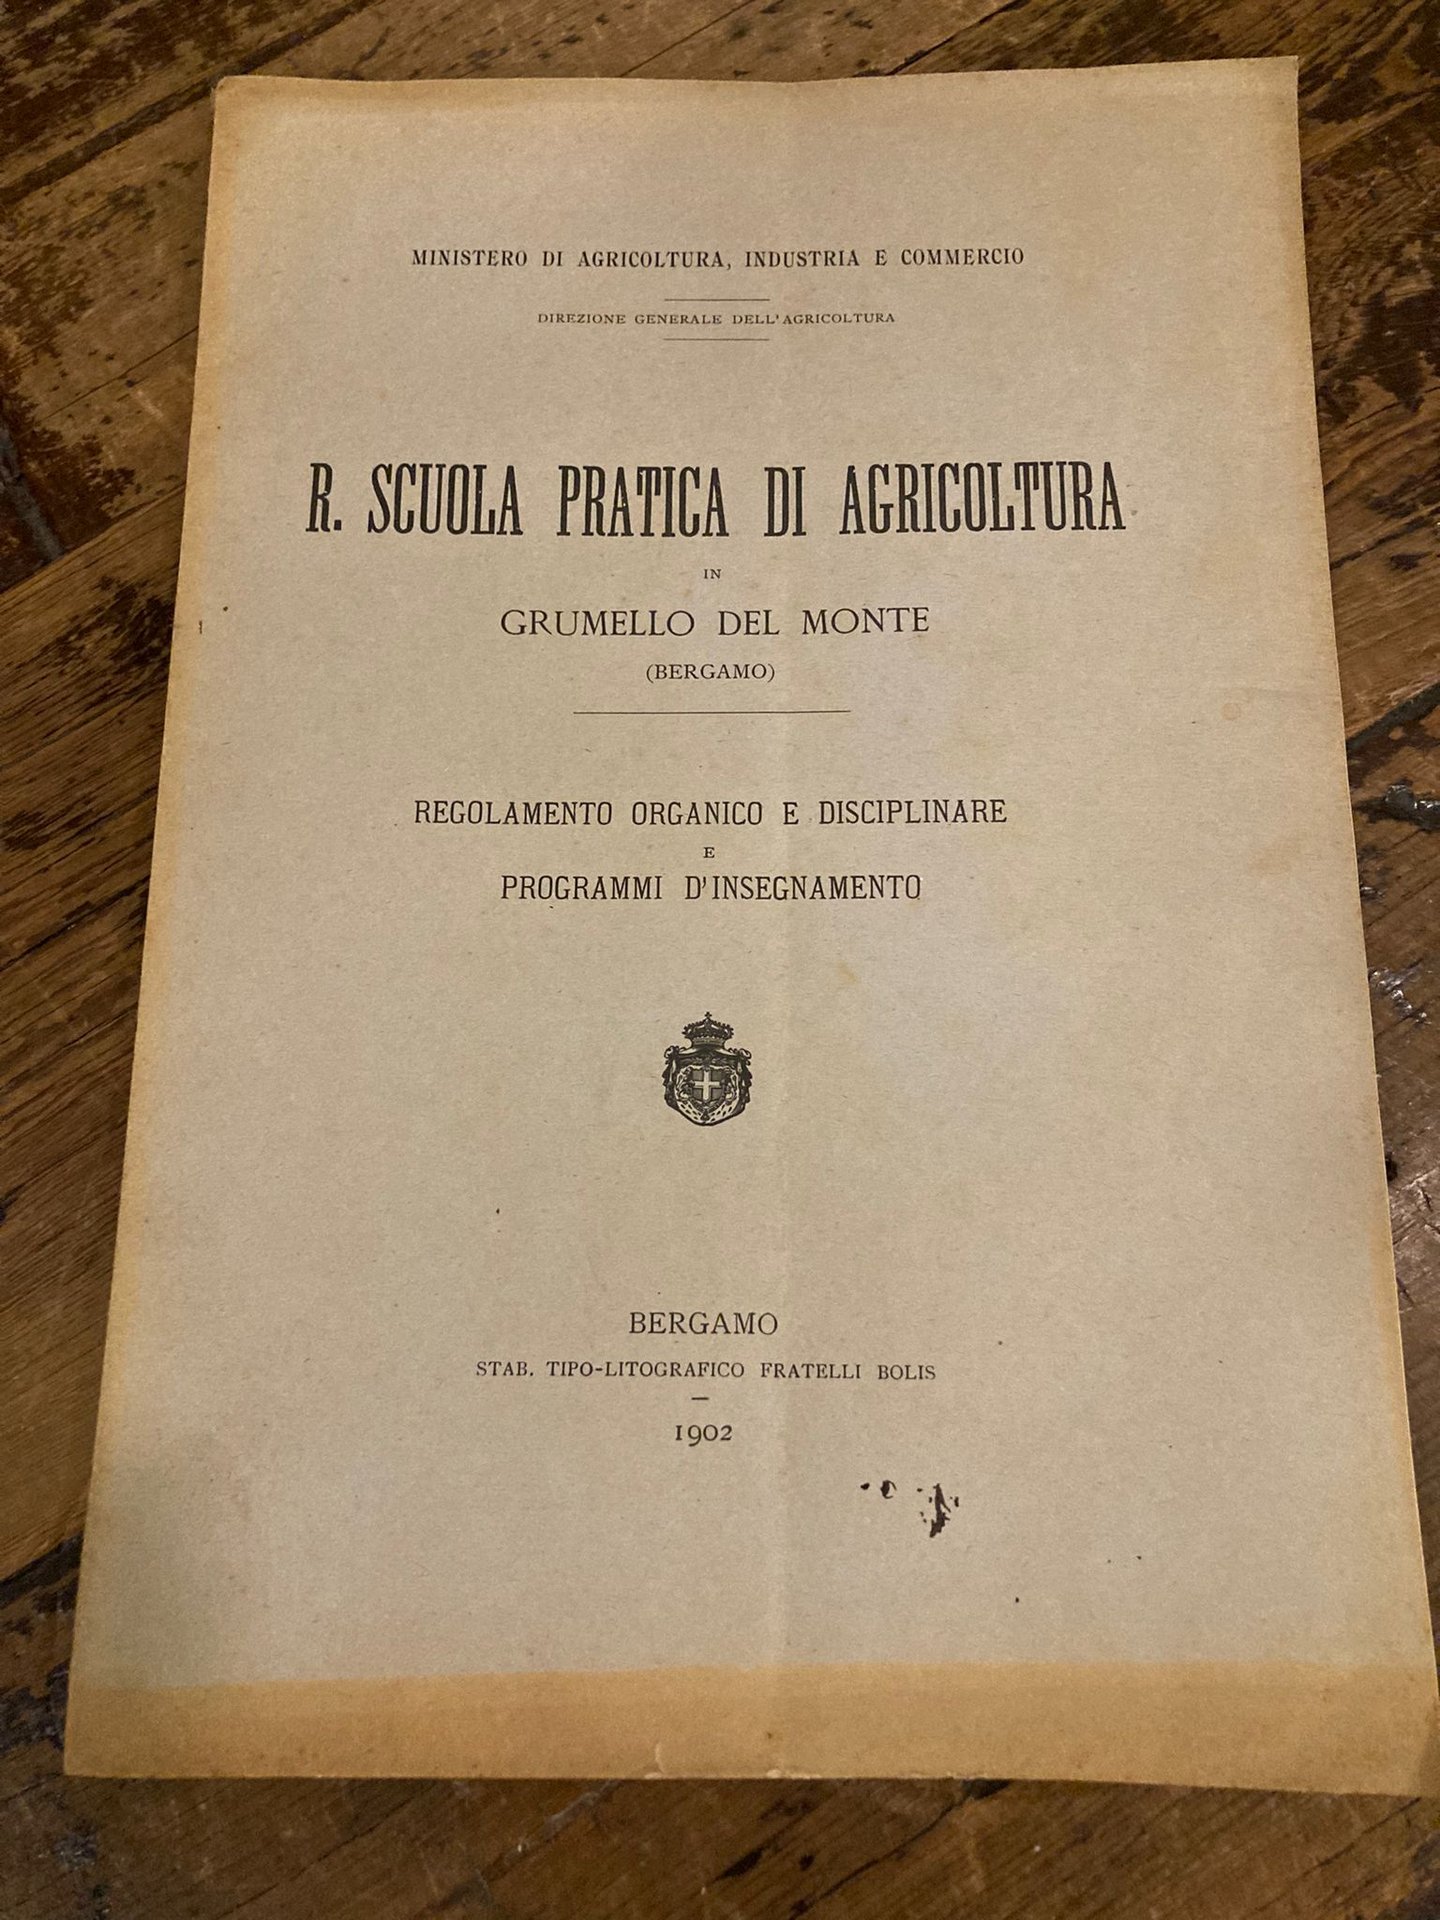 MINISTERO DI AGRICOLTURA, INDUSTRIA E COMMERCIO
DIREZIONE GENERALE DELL'AGRICOLTURA
R. SCUOLA PRATICA DI AGRICOLTURA
IN
GRUMELLO DEL MONTE
(BERGAMO)
REGOLAMENTO ORGANICO E DISCIPLINARE
E
PROGRAMMI D'INSEGNAMENTO
BERGAMO
STAB. TIPO-LITOGRAFICO FRATELLI BOLIS
—
1902